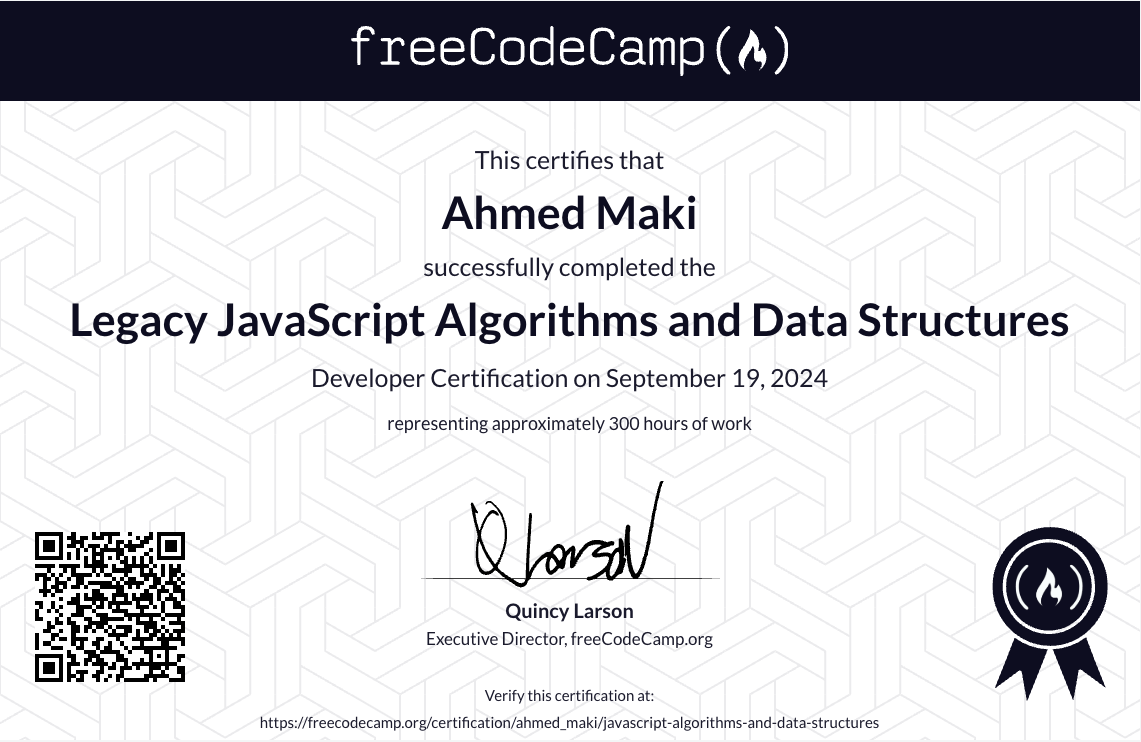 freeCodeCamp
This certifies that
Ahmed Maki
successfully completed the
Legacy JavaScript Algorithms and Data Structures
Developer Certification on September 19, 2024
representing approximately 300 hours of work
QLarson
Quincy Larson
Executive Director, freeCodeCamp.org
Verify this certification at:
https://freecodecamp.org/certification/ahmed_maki/javascript-algorithms-and-data-structures